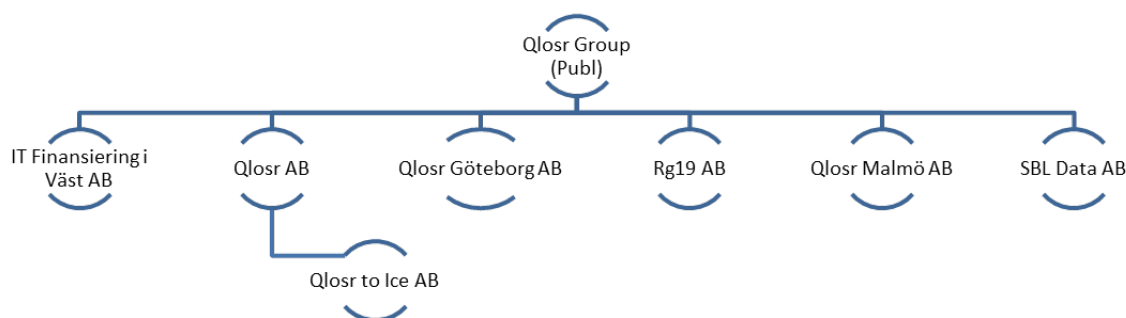 Qlosr Group
(Publ)
IT Finansiering i
Väst AB
Qlosr AB
Qlosr Göteborg AB
Rg19 AB
Qlosr Malmö AB
SBL Data AB
Qlosr to Ice AB